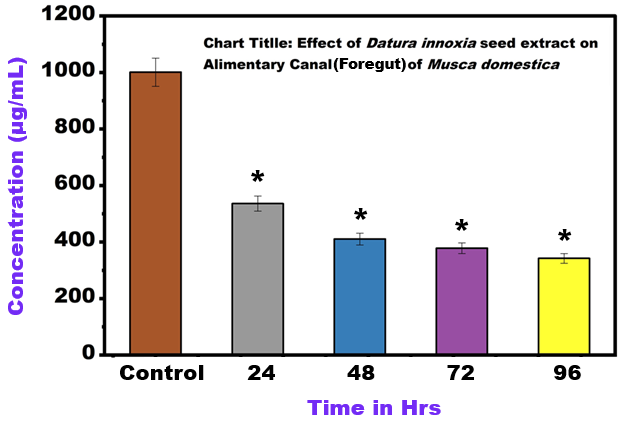 1200
Chart Titlle: Effect of Datura innoxia seed extract on
Alimentary Canal(Foregut)of Musca domestica
1000
800
600
400
200
0
Concentration (µg/mL)
*
*
*
*
Control 24 48 72 96
Time in Hrs